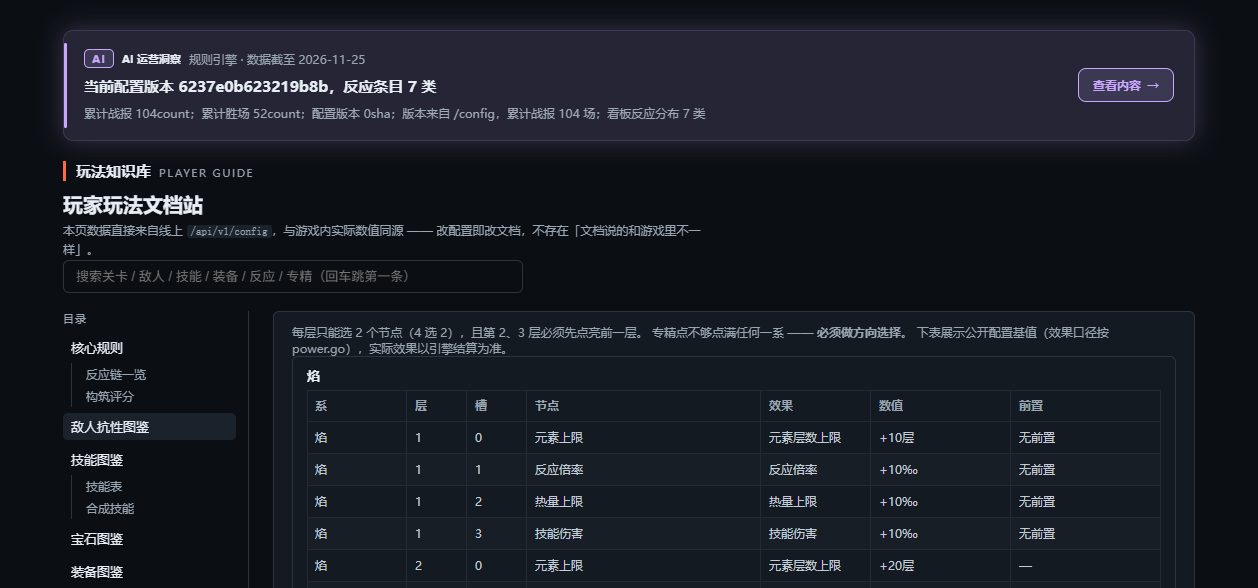 AI AI 运营洞察 规则引擎 · 数据截至 2026-11-25
当前配置版本 6237e0b623219b8b，反应条目 7 类
查看内容 →
累计战报 104count；累计胜场 52count；配置版本 0sha；版本来自 /config，累计战报 104 场；看板反应分布 7 类
玩法知识库 PLAYER GUIDE
玩家玩法文档站
本页数据直接来自线上 /api/v1/config，与游戏内实际数值同源 —— 改配置即改文档，不存在「文档说的和游戏里不一
样」。
搜索关卡 / 敌人 / 技能 / 装备 / 反应 / 专精（回车跳第一条）
目录
核心规则
反应链一览
构筑评分
敌人抗性图鉴
技能图鉴
技能表
合成技能
宝石图鉴
装备图鉴
每层只能选 2 个节点（4 选 2），且第 2、3 层必须先点亮前一层。 专精点不够点满任何一系 —— 必须做方向选择。 下表展示公开配置基值（效果口径按
power.go），实际效果以引擎结算为准。
焰
系 层 槽 节点 效果 数值 前置
焰 1 0 元素上限 元素层数上限 +10层 无前置
焰 1 1 反应倍率 反应倍率 +10‰ 无前置
焰 1 2 热量上限 热量上限 +10‰ 无前置
焰 1 3 技能伤害 技能伤害 +10‰ 无前置
焰 2 0 元素上限 元素层数上限 +20层 —